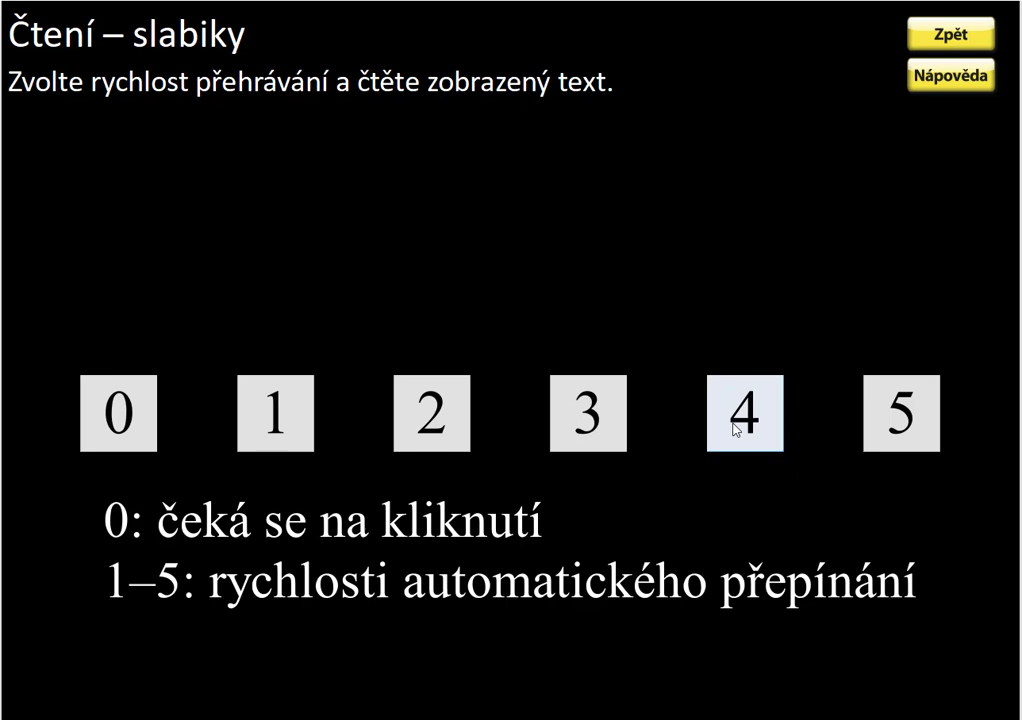 Čtení – slabiky
Zpět
Zvolte rychlost přehrávání a čtěte zobrazený text.
Nápověda
0 1 2 3 4 5
0: čeká se na kliknutí
1–5: rychlosti automatického přepínání